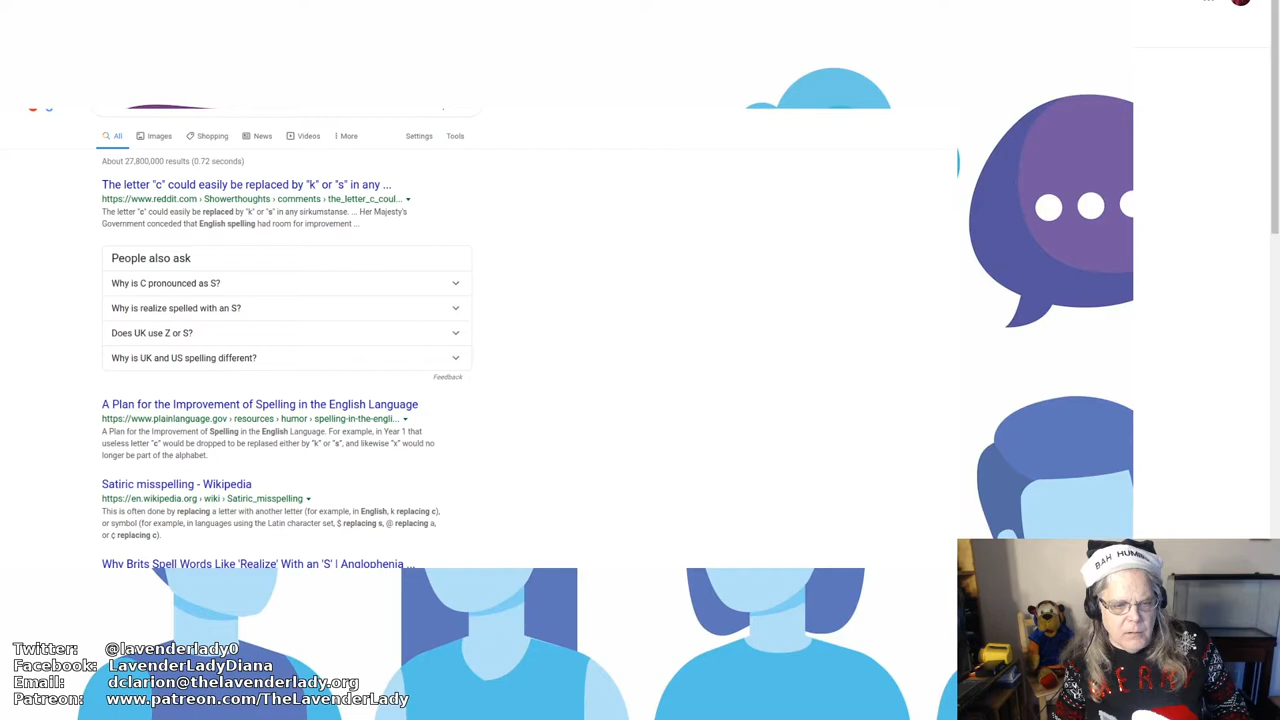 All Images Shopping News Videos More Settings Tools
About 27,800,000 results (0.72 seconds)
The letter "c" could easily be replaced by "k" or "s" in any ...
https://www.reddit.com › Showerthoughts › comments › the_letter_c_coul...
The letter "c" could easily be replaced by "k" or "s" in any sirkumstanse. ... Her Majesty's
Government conceded that English spelling had room for improvement ...
People also ask
Why is C pronounced as S?
Why is realize spelled with an S?
Does UK use Z or S?
Why is UK and US spelling different?
Feedback
A Plan for the Improvement of Spelling in the English Language
https://www.plainlanguage.gov › resources › humor › spelling-in-the-engli...
A Plan for the Improvement of Spelling in the English Language. For example, in Year 1 that
useless letter "c" would be dropped to be replased either by "k" or "s", and likewise "x" would no
longer be part of the alphabet.
Satiric misspelling - Wikipedia
https://en.wikipedia.org › wiki › Satiric_misspelling
This is often done by replacing a letter with another letter (for example, in English, k replacing c),
or symbol (for example, in languages using the Latin character set, $ replacing s, @ replacing a,
or ¢ replacing c).
Why Brits Spell Words Like 'Realize' With an 'S' | Anglophenia ...
BAH HUM
MERRY
Twitter: @lavenderlady0
Facebook: LavenderLadyDiana
Email: dclarion@thelavenderlady.org
Patreon: www.patreon.com/TheLavenderLady